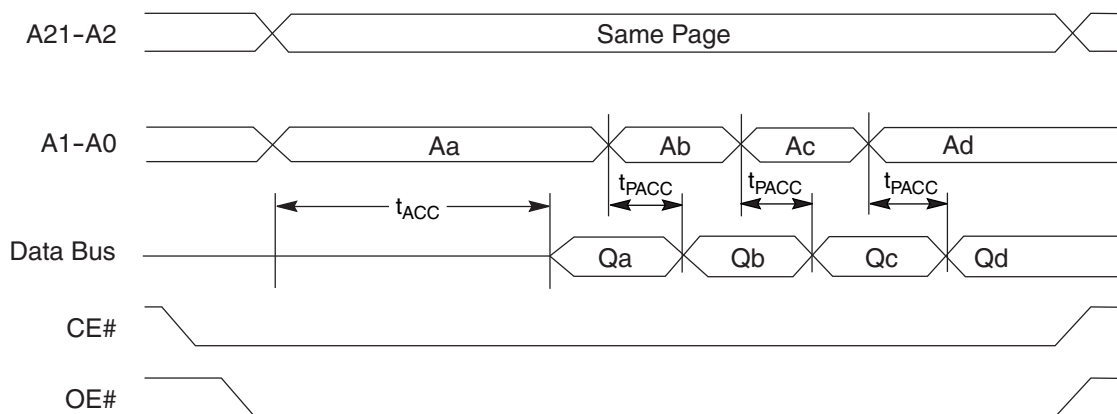 A21–A2 Same Page
A1–A0 Aa Ab Ac Ad
tPACC tPACC tPACC
tACC
Data Bus Qa Qb Qc Qd
CE#
OE#